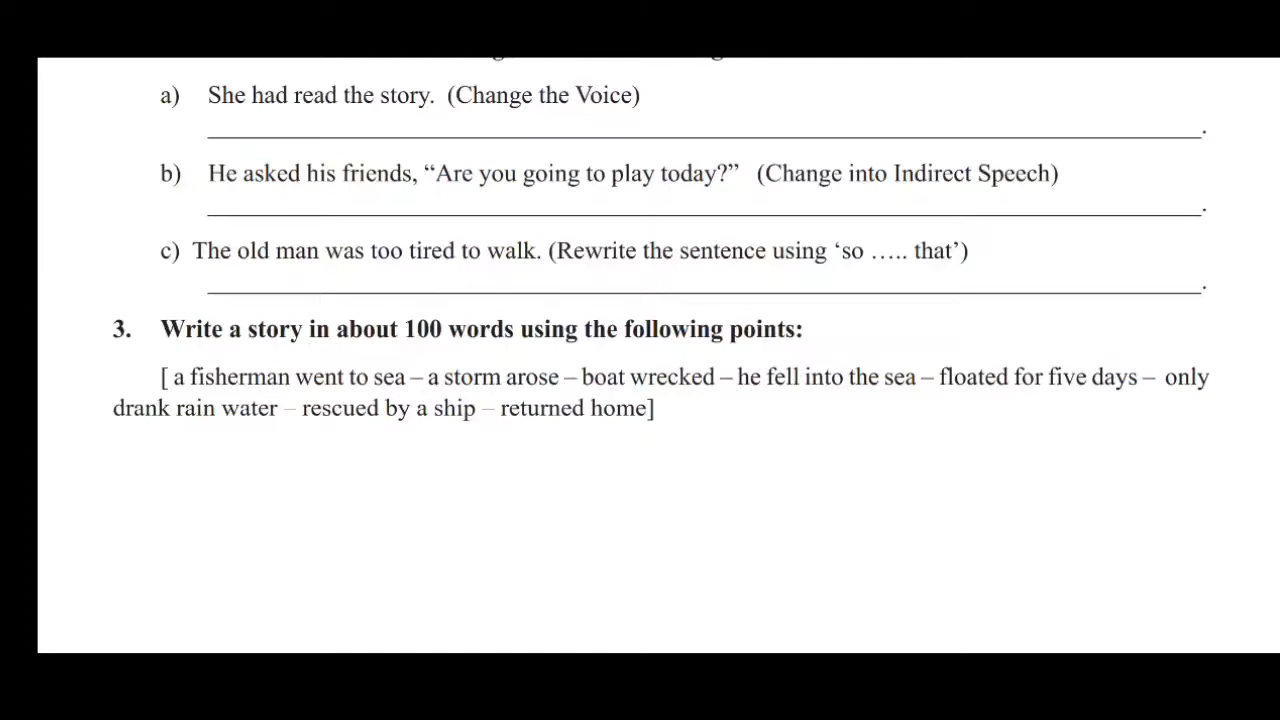 a) She had read the story. (Change the Voice)
.
b) He asked his friends, “Are you going to play today?” (Change into Indirect Speech)
.
c) The old man was too tired to walk. (Rewrite the sentence using ‘so ….. that’)
.
3. Write a story in about 100 words using the following points:
[ a fisherman went to sea – a storm arose – boat wrecked – he fell into the sea – floated for five days – only
drank rain water – rescued by a ship – returned home]